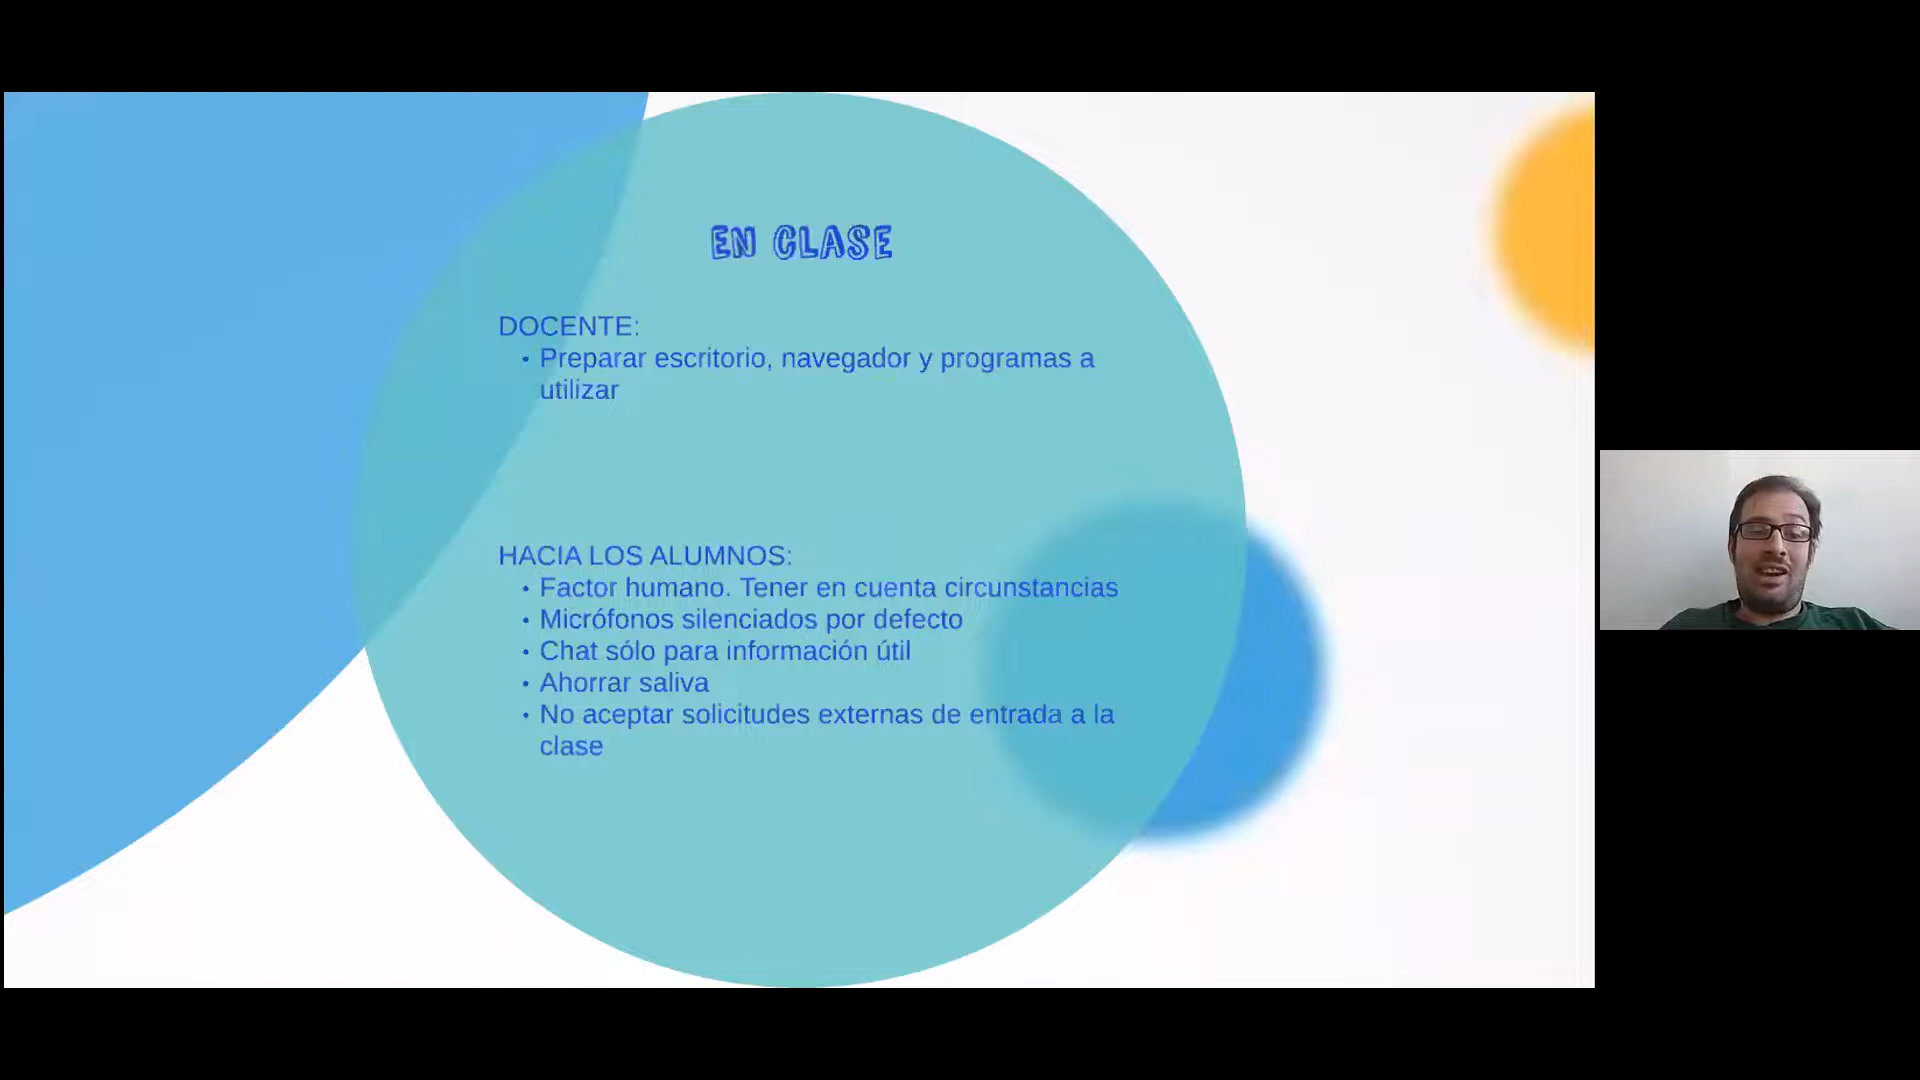 EN CLASE
DOCENTE:
• Preparar escritorio, navegador y programas a
utilizar
HACIA LOS ALUMNOS:
• Factor humano. Tener en cuenta circunstancias
• Micrófonos silenciados por defecto
• Chat sólo para información útil
• Ahorrar saliva
• No aceptar solicitudes externas de entrada a la
clase